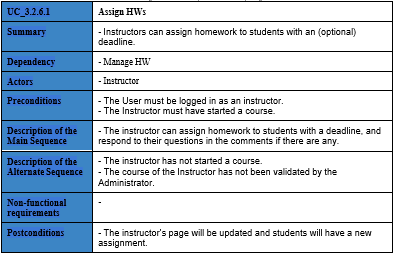 UC_3.2.6.1 Assign HWs
Summary - Instructors can assign homework to students with an (optional)
deadline.
Dependency - Manage HW
Actors - Instructor
Preconditions - The User must be logged in as an instructor.
- The Instructor must have started a course.
Description of the - The instructor can assign homework to students with a deadline, and
Main Sequence respond to their questions in the comments if there are any.
Description of the - The instructor has not started a course.
Alternate Sequence - The course of the Instructor has not been validated by the
Administrator.
Non-functional -
requirements
Postconditions - The instructor's page will be updated and students will have a new
assignment.